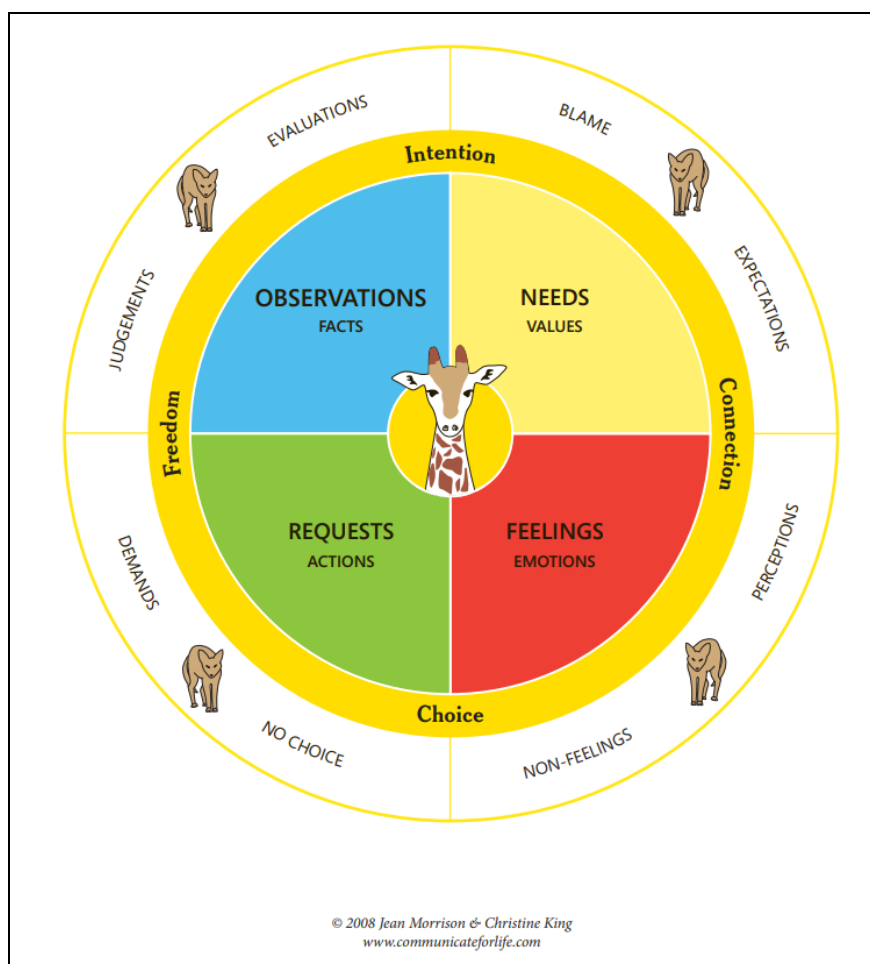 EVALUATIONS
BLAME
Intention
JUDGEMENTS
EXPECTATIONS
OBSERVATIONS
FACTS
NEEDS
VALUES
Freedom
Connection
REQUESTS
ACTIONS
FEELINGS
EMOTIONS
DEMANDS
PERCEPTIONS
Choice
NO CHOICE
NON-FEELINGS
© 2008 Jean Morrison & Christine King
www.communicateforlife.com